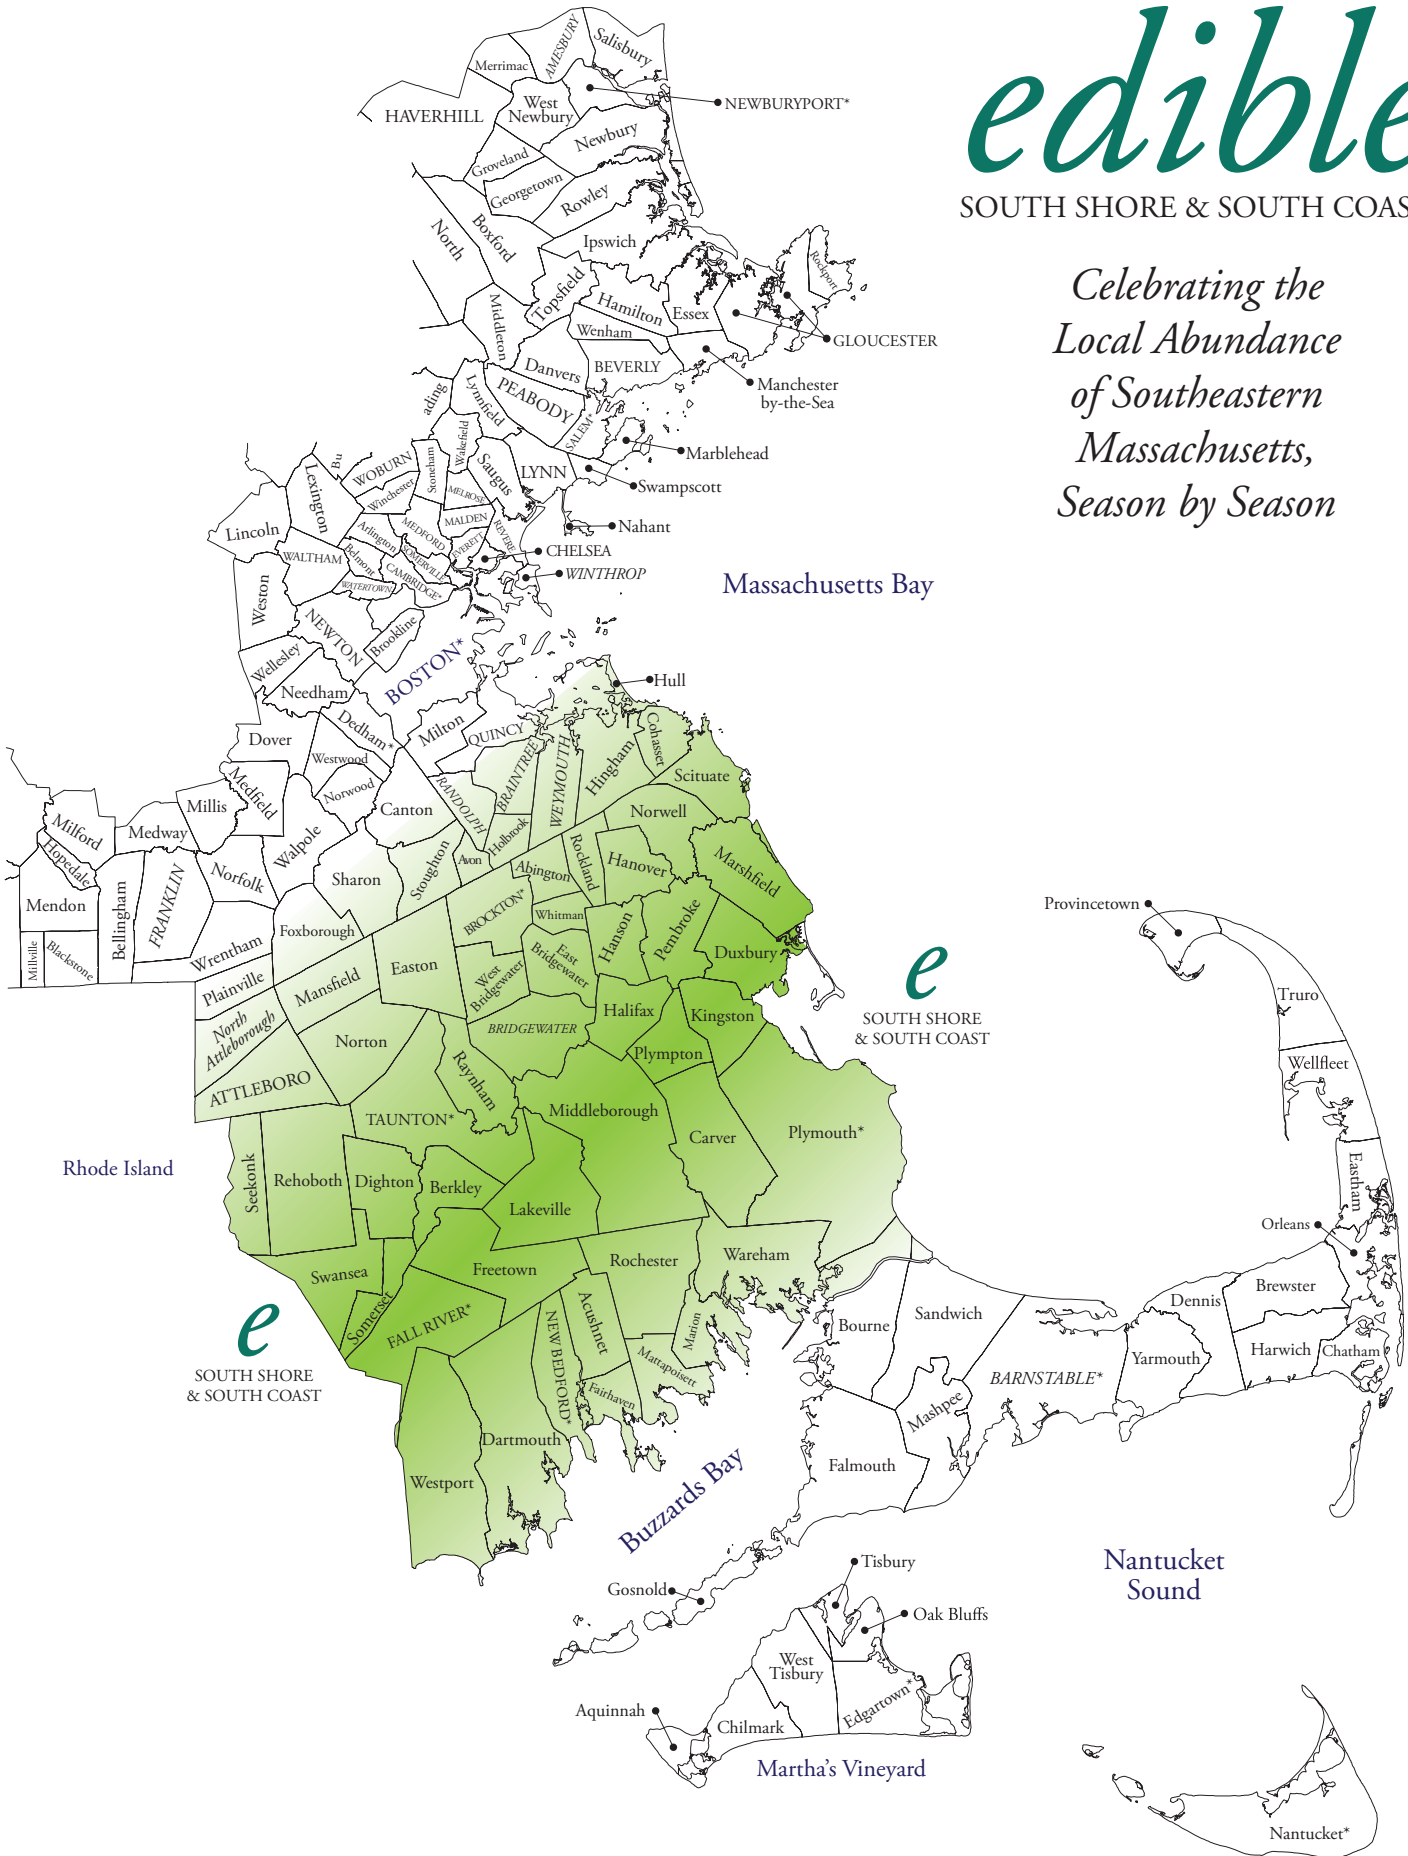 edible
SOUTH SHORE & SOUTH COAS
Celebrating the
Local Abundance
of Southeastern
Massachusetts,
Season by Season
Salisbury
AMESBURY
Merrimac
NEWBURYPORT*
HAVERHILL
West
Newbury
Newbury
Groveland
Georgetown
Rowley
Boxford
North
Ipswich
Rockport
Topsfield
Middleton
Hamilton
Essex
Wenham
GLOUCESTER
Danvers
BEVERLY
Manchester
by-the-Sea
PEABODY
Lynnfield
ading
SALEM*
Marblehead
Wakefield
Saugus
LYNN
Swampscott
Bu
WOBURN
Stoneham
Lexington
Winchester
MELROSE
Nahant
Lincoln
Arlington
MEDFORD
MALDEN
REVERE
EVERETT
CHELSEA
WALTHAM
Belmont
SOMERVILLE
CAMBRIDGE*
WINTHROP
WATERTOWN
Weston
Massachusetts Bay
NEWTON
Brookline
Wellesley
BOSTON*
Needham
Hull
Dedham*
Milton
QUINCY
Cohasset
Dover
Westwood
BRAINTREE
WEYMOUTH
Hingham
Scituate
Medfield
Norwood
Canton
RANDOLPH
Millis
Norwell
Milford
Medway
Holbrook
Walpole
Hopedale
Avon
Rockland
Hanover
Marshfield
Stoughton
Abington
Norfolk
Sharon
FRANKLIN
Mendon
Bellingham
BROCKTON*
Whitman
Hanson
Pembroke
Provincetown
Foxborough
Wrentham
Millville
Blackstone
Easton
West
Bridgewater
East
Bridgewater
Duxbury
Plainville
Mansfield
e
SOUTH SHORE
& SOUTH COAST
Truro
North
Attleborough
Norton
BRIDGEWATER
Halifax
Kingston
Plympton
Wellfleet
Raynham
ATTLEBORO
TAUNTON*
Middleborough
Carver
Plymouth*
Rhode Island
Seekonk
Rehoboth
Dighton
Berkley
Eastham
Lakeville
Orleans
Swansea
Freetown
Rochester
Wareham
Brewster
Somerset
FALL RIVER*
NEW BEDFORD*
Acushnet
Marion
Bourne
Sandwich
Dennis
e
SOUTH SHORE
& SOUTH COAST
Mattapoisett
Fairhaven
Harwich
Chatham
Yarmouth
BARNSTABLE*
Mashpee
Dartmouth
Westport
Falmouth
Buzzards Bay
Nantucket
Sound
Tisbury
Gosnold
Oak Bluffs
West
Tisbury
Edgartown*
Aquinnah
Chilmark
Martha's Vineyard
Nantucket*